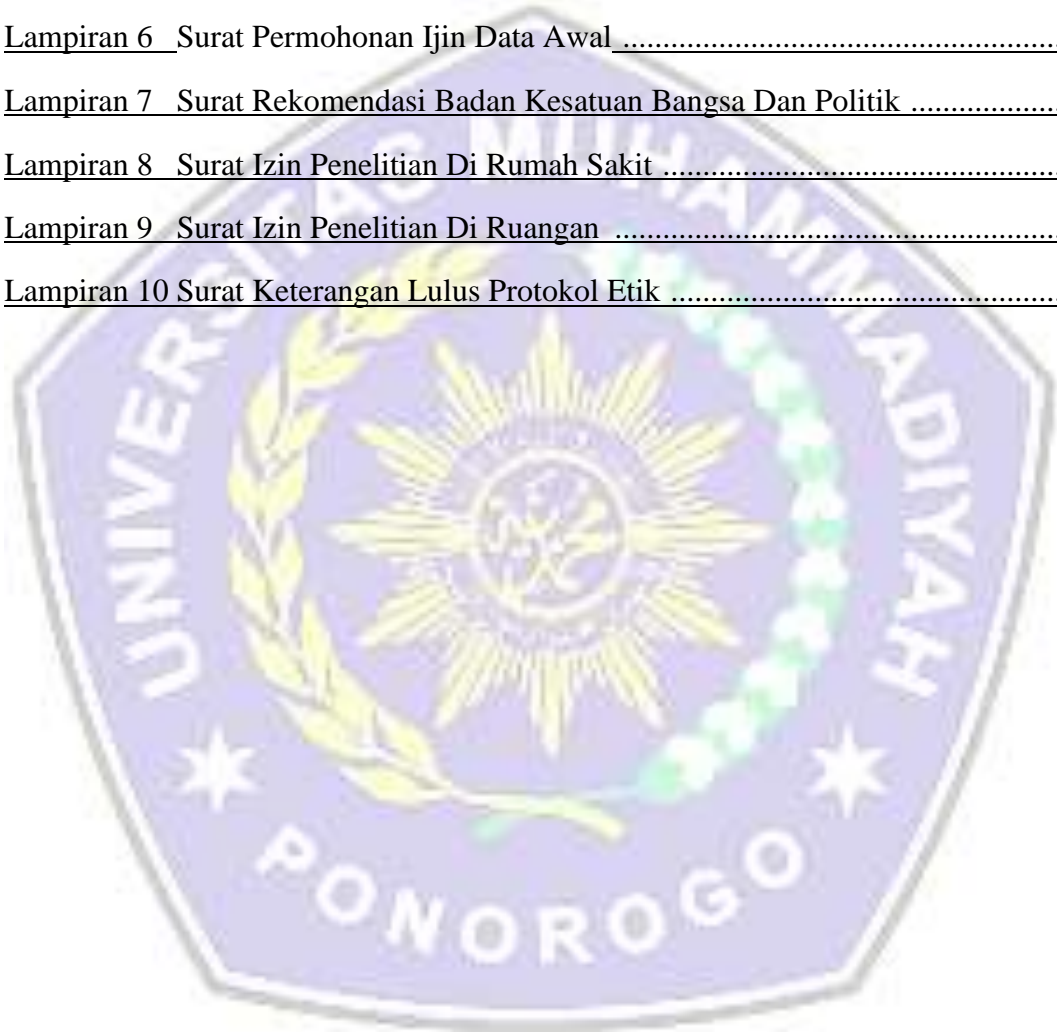 Lampiran 6 Surat Permohonan Ijin Data Awal ........................................................
Lampiran 7 Surat Rekomendasi Badan Kesatuan Bangsa Dan Politik ...................
Lampiran 8 Surat Izin Penelitian Di Rumah Sakit ...................................................
Lampiran 9 Surat Izin Penelitian Di Ruangan .........................................................
Lampiran 10 Surat Keterangan Lulus Protokol Etik ..................................................
UNIVERSITAS MUHAMMADIYAH
PONOROGO